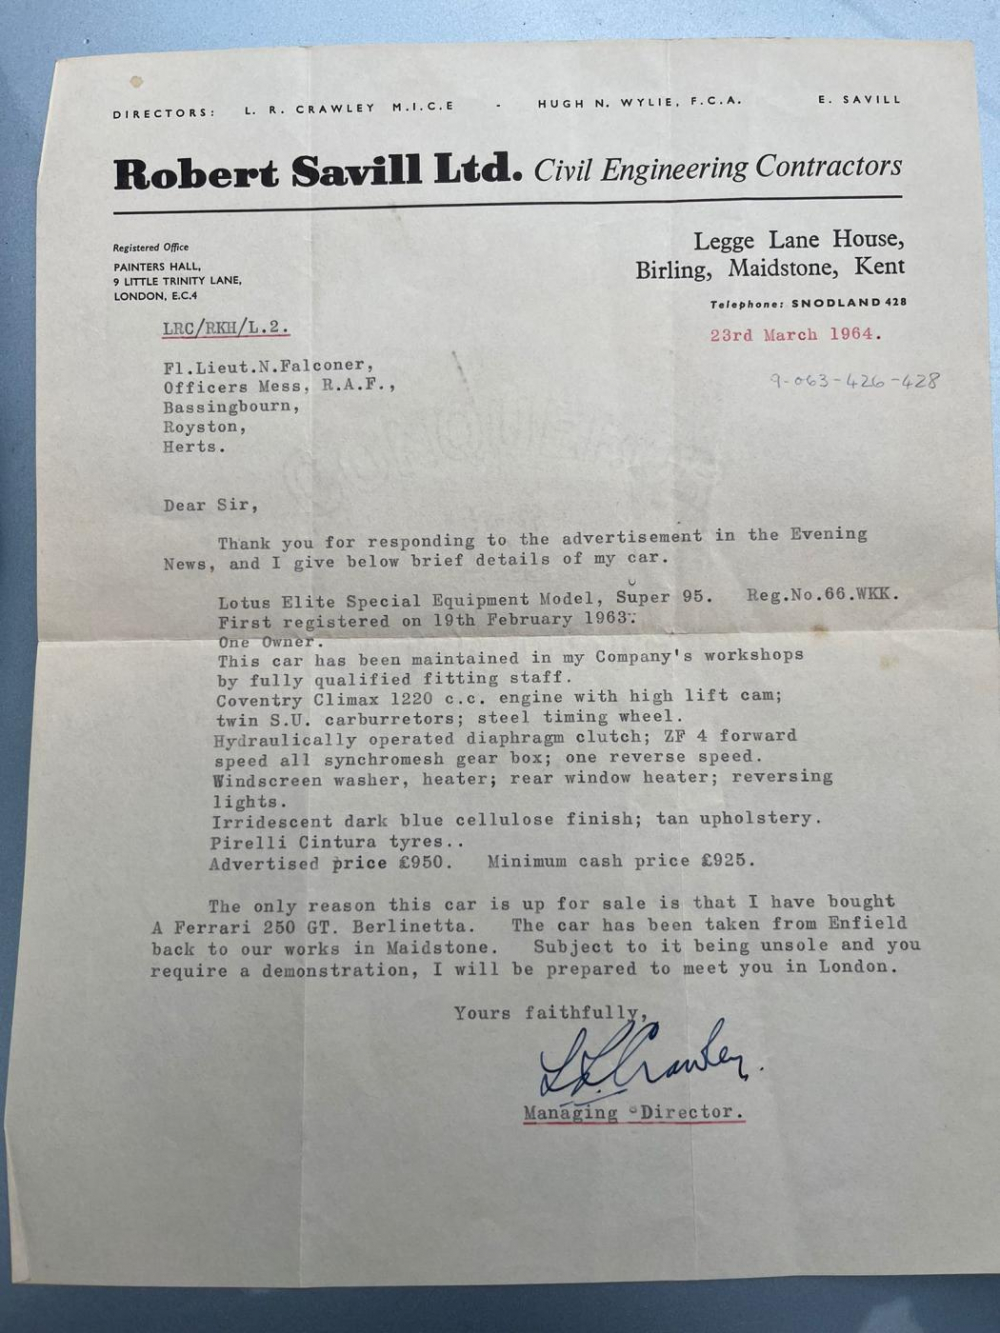 DIRECTORS: L. R. CRAWLEY M.I.C.E - HUGH N. WYLIE, F.C.A. E. SAVILL
Robert Savill Ltd. Civil Engineering Contractors
Registered Office
PAINTERS HALL,
9 LITTLE TRINITY LANE,
LONDON, E.C.4
Legge Lane House,
Birling, Maidstone, Kent
Telephone: SNODLAND 428
LRC/RKH/L.2.
23rd March 1964.
9-063-426-428
Fl.Lieut.N.Falconer,
Officers Mess, R.A.F.,
Bassingbourn,
Royston,
Herts.
Dear Sir,
Thank you for responding to the advertisement in the Evening
News, and I give below brief details of my car.
Lotus Elite Special Equipment Model, Super 95. Reg.No.66.WKK.
First registered on 19th February 1963.
One Owner.
This car has been maintained in my Company's workshops
by fully qualified fitting staff.
Coventry Climax 1220 c.c. engine with high lift cam;
twin S.U. carburretors; steel timing wheel.
Hydraulically operated diaphragm clutch; ZF 4 forward
speed all synchromesh gear box; one reverse speed.
Windscreen washer, heater; rear window heater; reversing
lights.
Irridescent dark blue cellulose finish; tan upholstery.
Pirelli Cintura tyres..
Advertised price £950. Minimum cash price £925.
The only reason this car is up for sale is that I have bought
A Ferrari 250 GT. Berlinetta. The car has been taken from Enfield
back to our works in Maidstone. Subject to it being unsole and you
require a demonstration, I will be prepared to meet you in London.
Yours faithfully,
Crawley.
Managing Director.